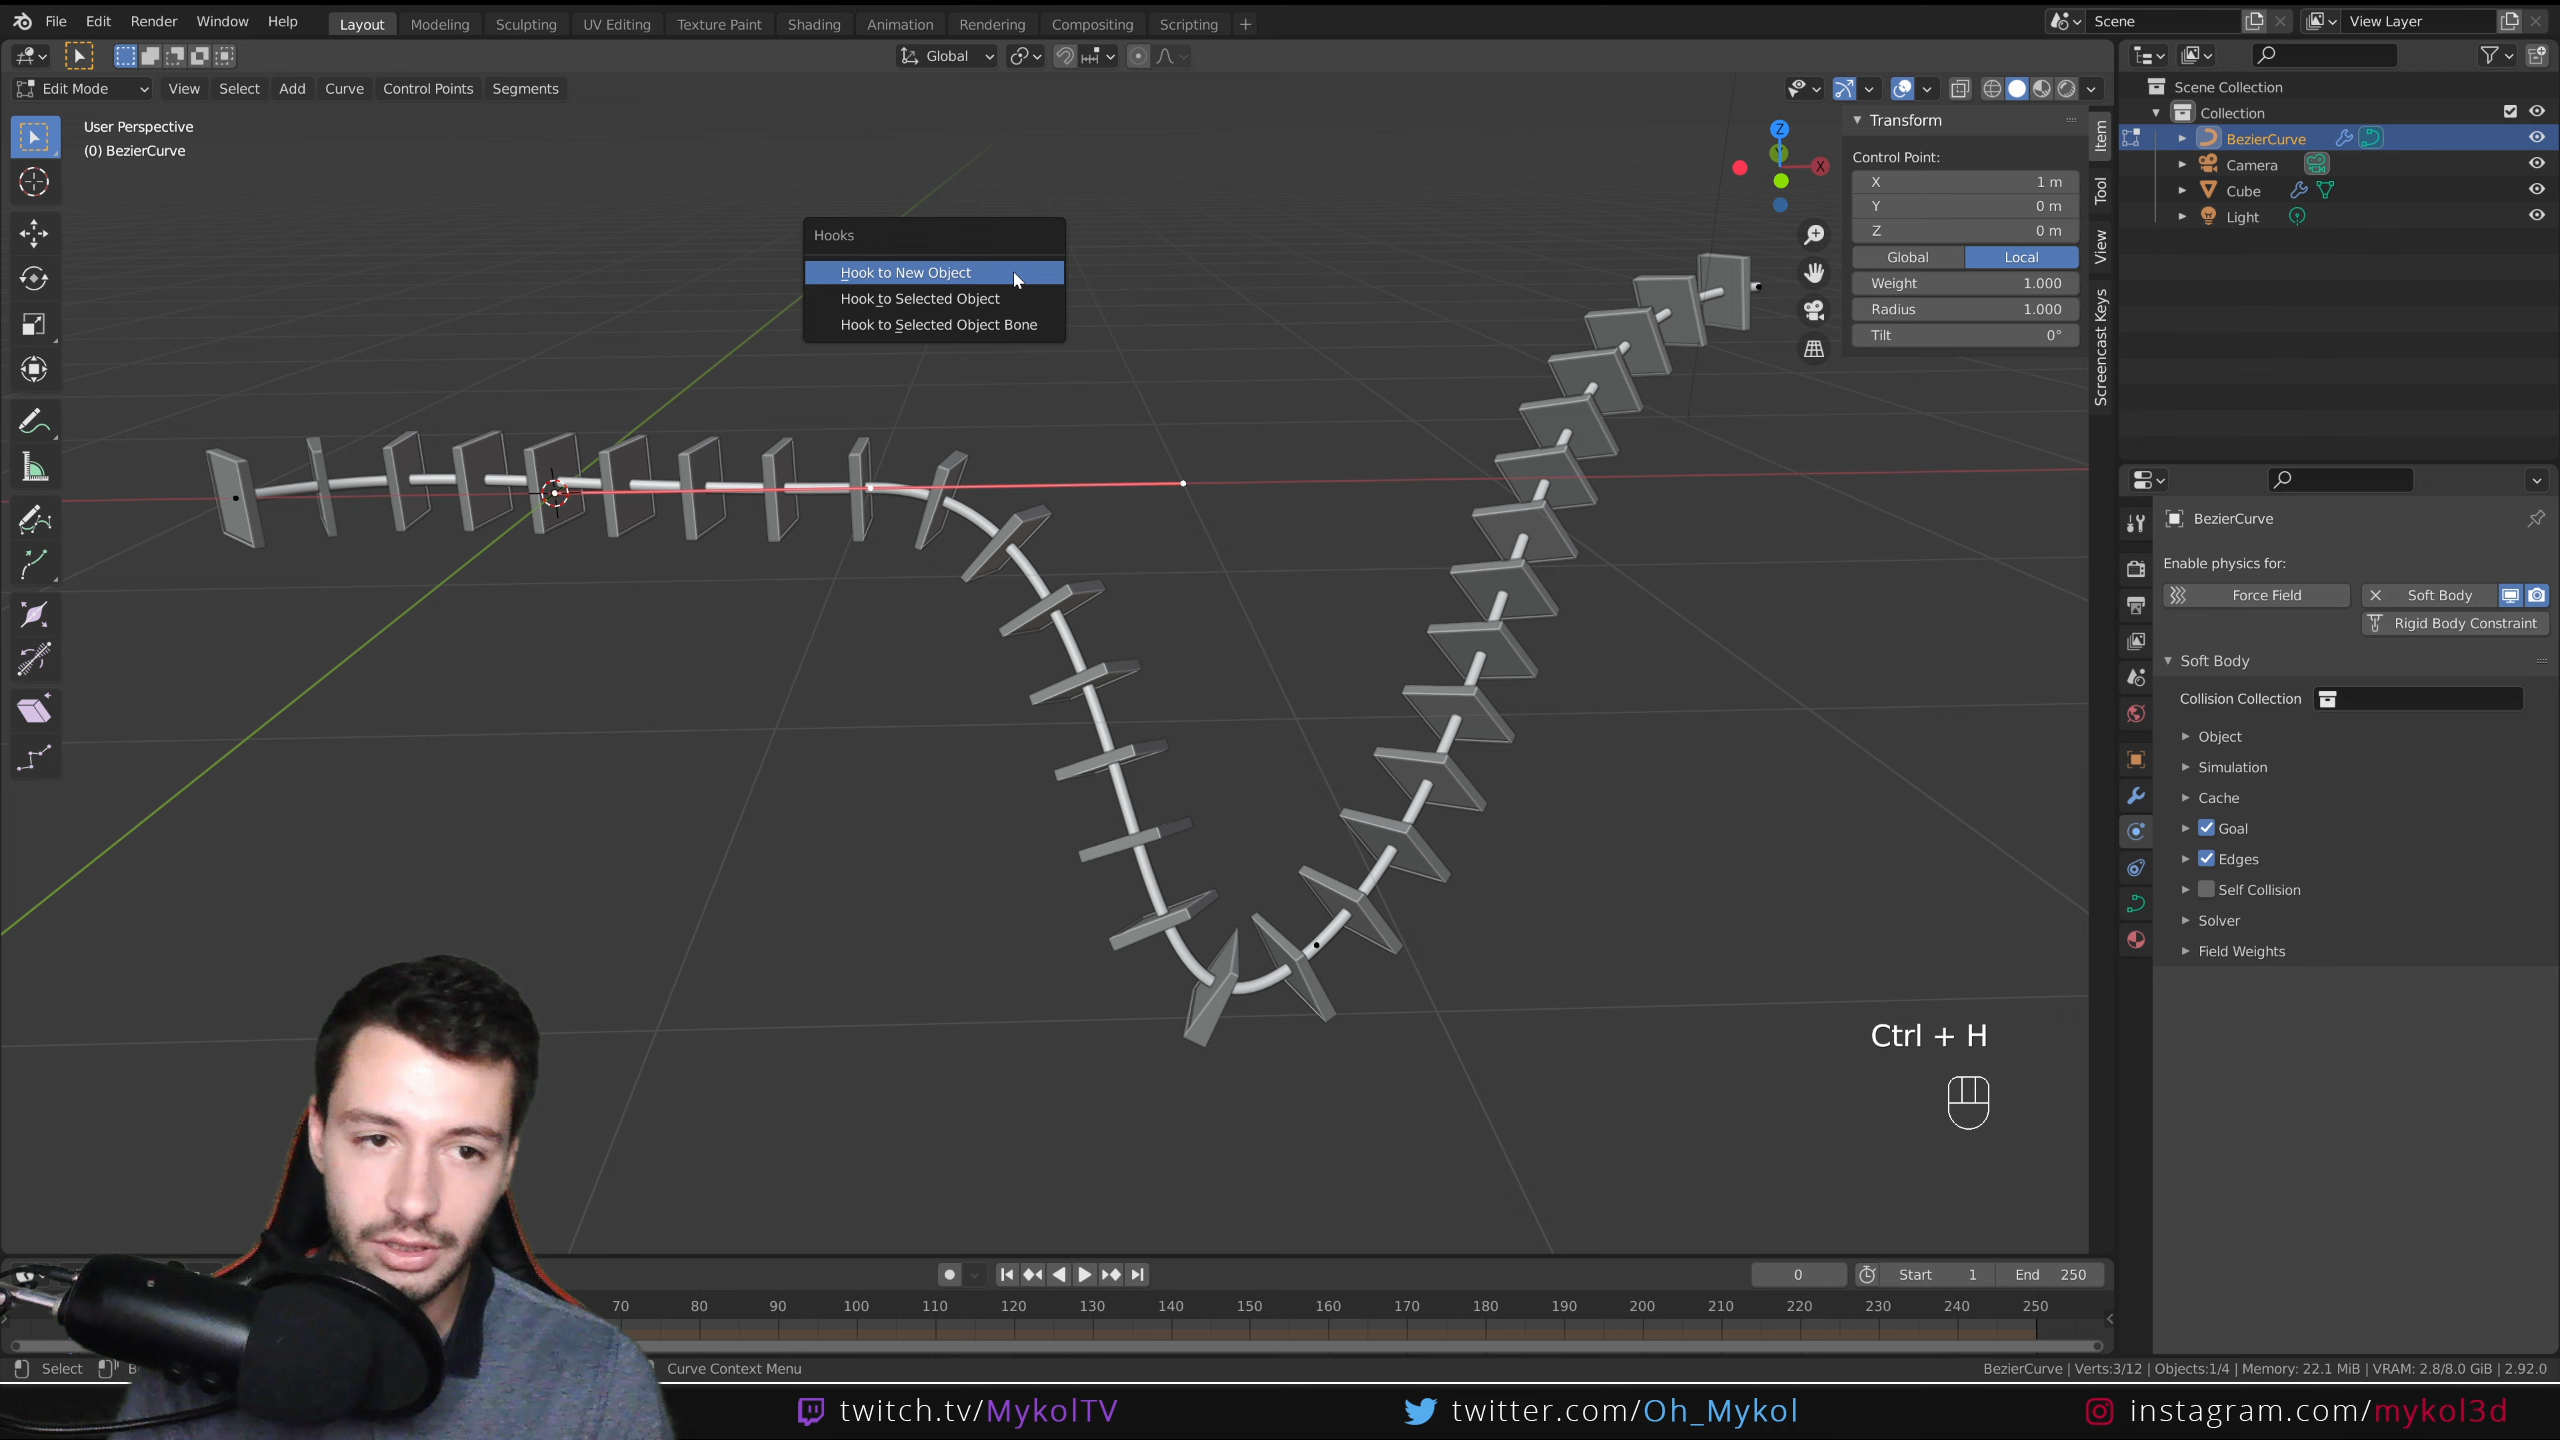 File Edit Render Window Help Layout Modeling Sculpting UV Editing Texture Paint Shading Animation Rendering Compositing Scripting + Scene View Layer
Global
Edit Mode View Select Add Curve Control Points Segments
User Perspective
(0) BezierCurve
Hooks
Hook to New Object
Hook to Selected Object
Hook to Selected Object Bone
Z
X
Transform
Control Point:
X 1 m
Y 0 m
Z 0 m
Global Local
Weight 1.000
Radius 1.000
Tilt 0°
Item
Tool
View
Screencast Keys
Scene Collection
Collection
BezierCurve
Camera
Cube
Light
BezierCurve
Enable physics for:
Force Field Soft Body
Rigid Body Constraint
Soft Body
Collision Collection
Object
Simulation
Cache
Goal
Edges
Self Collision
Solver
Field Weights
Ctrl + H
0 Start 1 End 250
70 80 90 100 110 120 130 140 150 160 170 180 190 200 210 220 230 240 250
Select Curve Context Menu BezierCurve | Verts:3/12 | Objects:1/4 | Memory: 22.1 MiB | VRAM: 2.8/8.0 GiB | 2.92.0
twitch.tv/MykolTV twitter.com/Oh_Mykol instagram.com/mykol3d